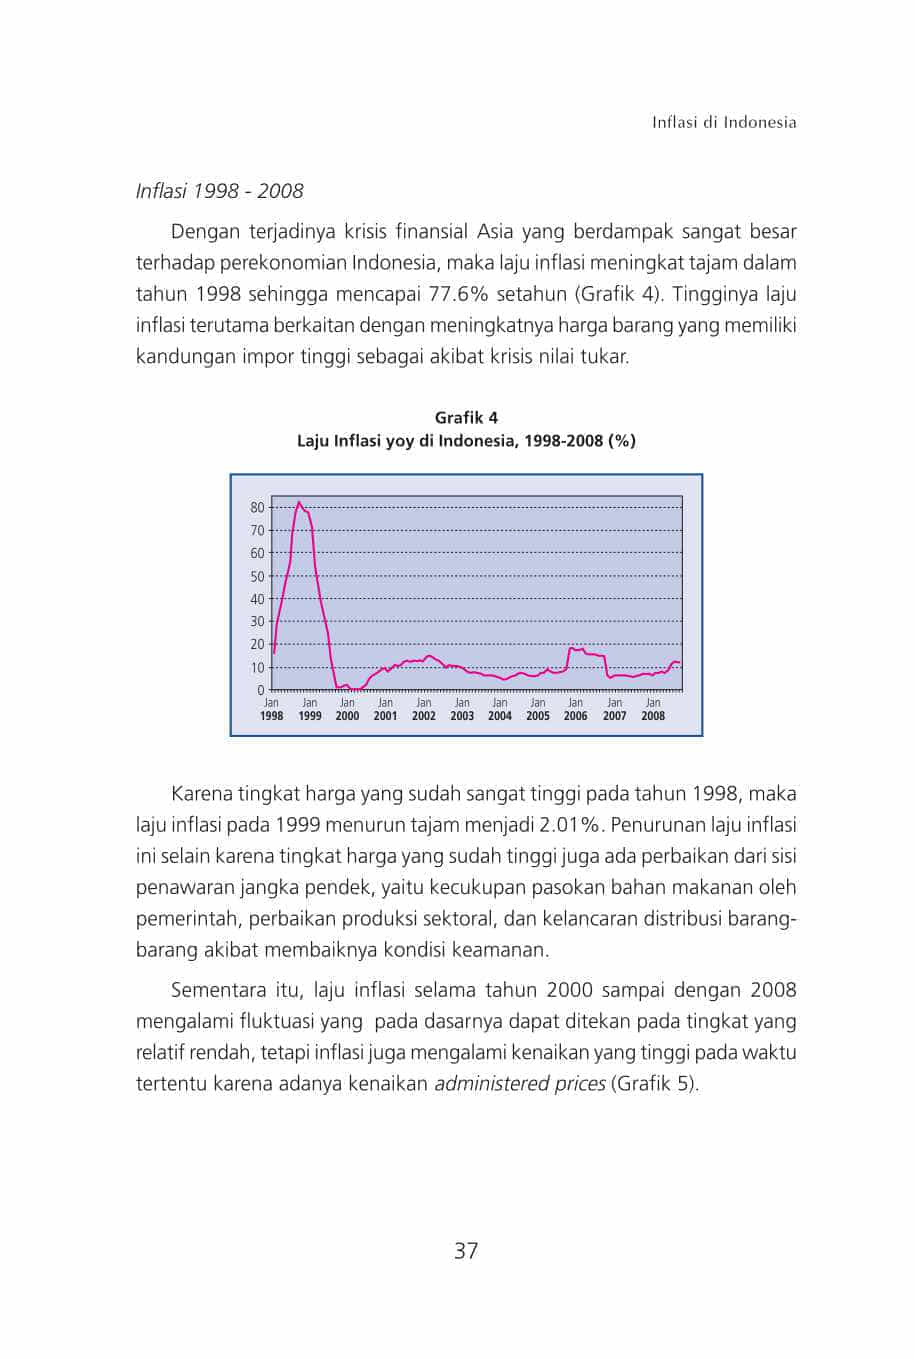 Inflasi di Indonesia
Inflasi 1998 - 2008
Dengan terjadinya krisis finansial Asia yang berdampak sangat besar
terhadap perekonomian Indonesia, maka laju inflasi meningkat tajam dalam
tahun 1998 sehingga mencapai 77.6% setahun (Grafik 4). Tingginya laju
inflasi terutama berkaitan dengan meningkatnya harga barang yang memiliki
kandungan impor tinggi sebagai akibat krisis nilai tukar.
Grafik 4
Laju Inflasi yoy di Indonesia, 1998-2008 (%)
80
70
60
50
40
30
20
10
0
Jan Jan Jan Jan Jan Jan Jan Jan Jan Jan Jan
1998 1999 2000 2001 2002 2003 2004 2005 2006 2007 2008
Karena tingkat harga yang sudah sangat tinggi pada tahun 1998, maka
laju inflasi pada 1999 menurun tajam menjadi 2.01%. Penurunan laju inflasi
ini selain karena tingkat harga yang sudah tinggi juga ada perbaikan dari sisi
penawaran jangka pendek, yaitu kecukupan pasokan bahan makanan oleh
pemerintah, perbaikan produksi sektoral, dan kelancaran distribusi barang-
barang akibat membaiknya kondisi keamanan.
Sementara itu, laju inflasi selama tahun 2000 sampai dengan 2008
mengalami fluktuasi yang  pada dasarnya dapat ditekan pada tingkat yang
relatif rendah, tetapi inflasi juga mengalami kenaikan yang tinggi pada waktu
tertentu karena adanya kenaikan administered prices (Grafik 5).
37